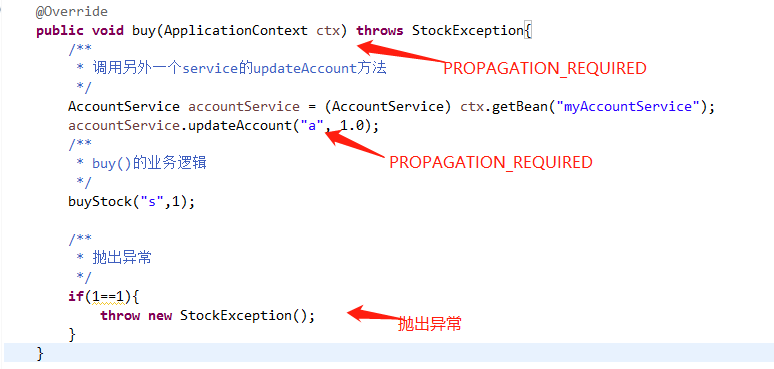 @Override
public void buy(ApplicationContext ctx) throws StockException{
/**
PROPAGATION_REQUIRED
* 调用另外一个service的updateAccount方法
*/
AccountService accountService = (AccountService) ctx.getBean("myAccountService");
accountService.updateAccount("a", 1.0);
/**
PROPAGATION_REQUIRED
* buy()的业务逻辑
*/
buyStock("s",1);
/**
* 抛出异常
*/
if(1==1){
throw new StockException();
抛出异常
}
}